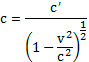 c = c′ / (1 − v²/c²)^(1/2)